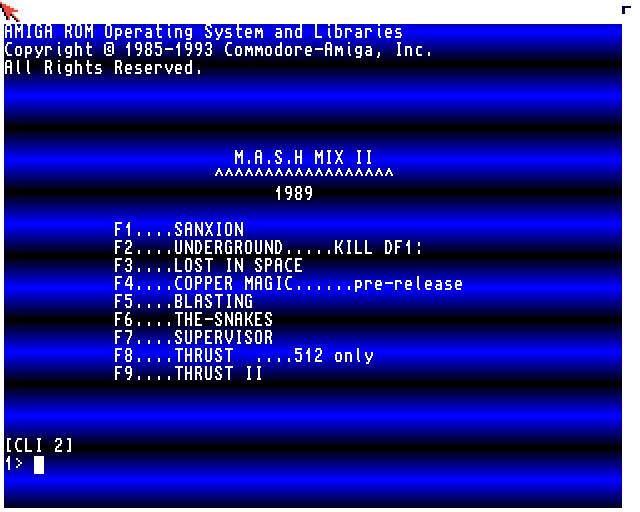 AMIGA ROM Operating System and Libraries
Copyright © 1985-1993 Commodore-Amiga, Inc.
All Rights Reserved.
M.A.S.H MIX II
^^^^^^^^^^^^^^^^^^
1989
F1....SANXION
F2....UNDERGROUND.....KILL DF1:
F3....LOST IN SPACE
F4....COPPER MAGIC......pre-release
F5....BLASTING
F6....THE-SNAKES
F7....SUPERVISOR
F8....THRUST  ....512 only
F9....THRUST II
[CLI 2]
1>